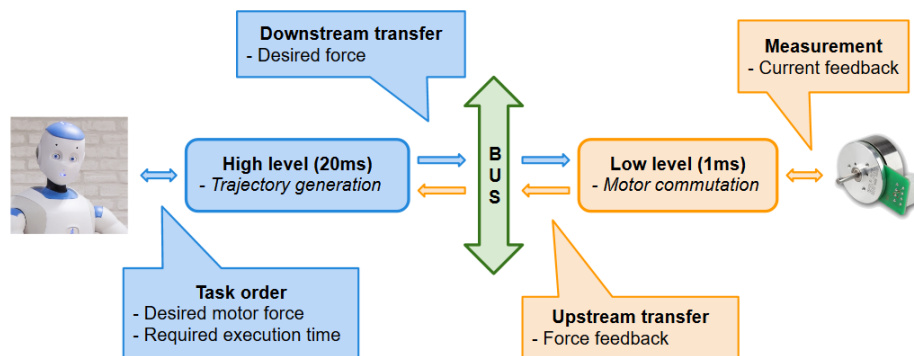 Downstream transfer
- Desired force
Measurement
- Current feedback
High level (20ms)
- Trajectory generation
BUS
Low level (1ms)
- Motor commutation
Task order
- Desired motor force
- Required execution time
Upstream transfer
- Force feedback